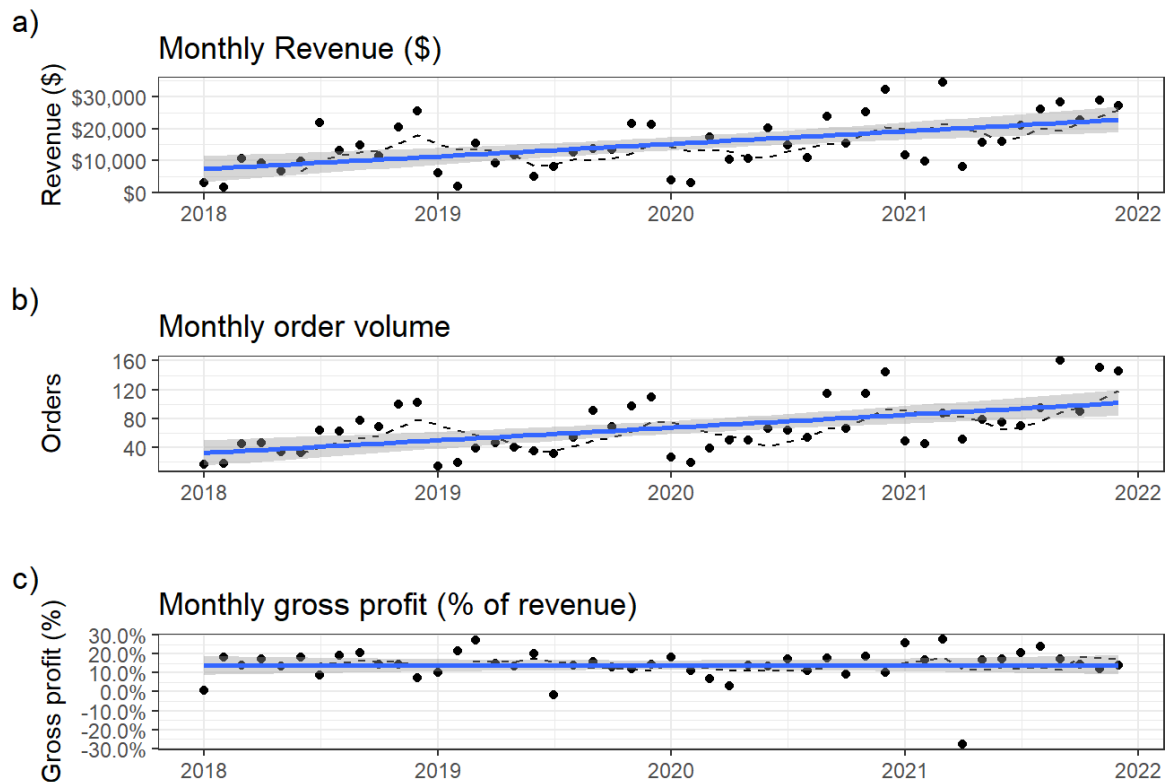 a)
Monthly Revenue ($)
Revenue ($)
$30,000
$20,000
$10,000
$0
2018 2019 2020 2021 2022
b)
Monthly order volume
Orders
160
120
80
40
2018 2019 2020 2021 2022
c)
Monthly gross profit (% of revenue)
Gross profit (%)
30.0%
20.0%
10.0%
0.0%
-10.0%
-20.0%
-30.0%
2018 2019 2020 2021 2022